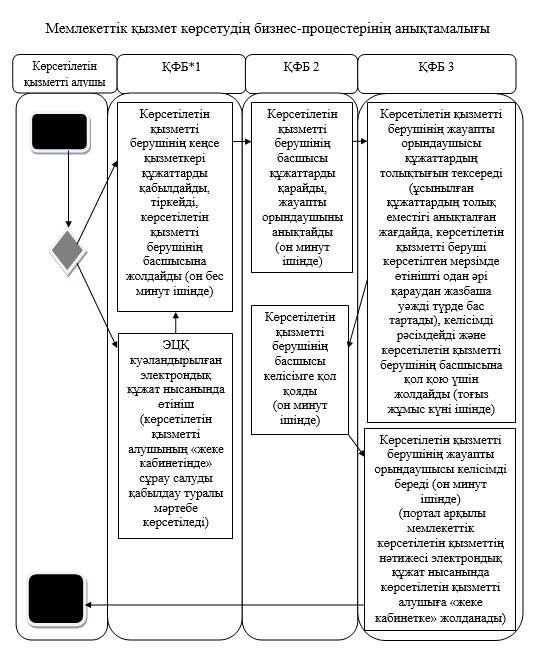 Мемлекеттік қызмет көрсетудің бизнес-процестерінің анықтамалығы
Көрсетілетін
қызметті алушы
ҚФБ*1
ҚФБ 2
ҚФБ 3
Көрсетілетін
қызметті
берушінің кеңсе
қызметкері
құжаттарды
қабылдайды,
тіркейді,
көрсетілетін
қызметті
берушінің
басшысына
жолдайды (он бес
минут ішінде)
ЭЦҚ
куәландырылған
электрондық
құжат нысанында
өтініш
(көрсетілетін
қызметті
алушының «жеке
кабинетінде»
сұрау салуды
қабылдау туралы
мәртебе
көрсетіледі)
Көрсетілетін
қызметті
берушінің
басшысы
құжаттарды
қарайды,
жауапты
орындаушыны
анықтайды
(он минут
ішінде)
Көрсетілетін
қызметті
берушінің
басшысы
келісімге қол
қояды
(он минут
ішінде)
Көрсетілетін қызметті
берушінің жауапты
орындаушысы
құжаттардың
толықтығын тексереді
(ұсынылған
құжаттардың толық
еместігі анықталған
жағдайда, көрсетілетін
қызметті беруші
көрсетілген мерзімде
өтінішті одан әрі
қараудан жазбаша
уәжді түрде бас
тартады), келісімді
рәсімдейді және
көрсетілетін қызметті
берушінің басшысына
қол қою үшін
жолдайды (тоғыз
жұмыс күні ішінде)
Көрсетілетін қызметті
берушінің жауапты
орындаушысы келісімді
береді (он минут
ішінде)
(портал арқылы
мемлекеттік
көрсетілетін қызметтің
нәтижесі электрондық
құжат нысанында
көрсетілетін қызметті
алушыға «жеке
кабинетке» жолданады)